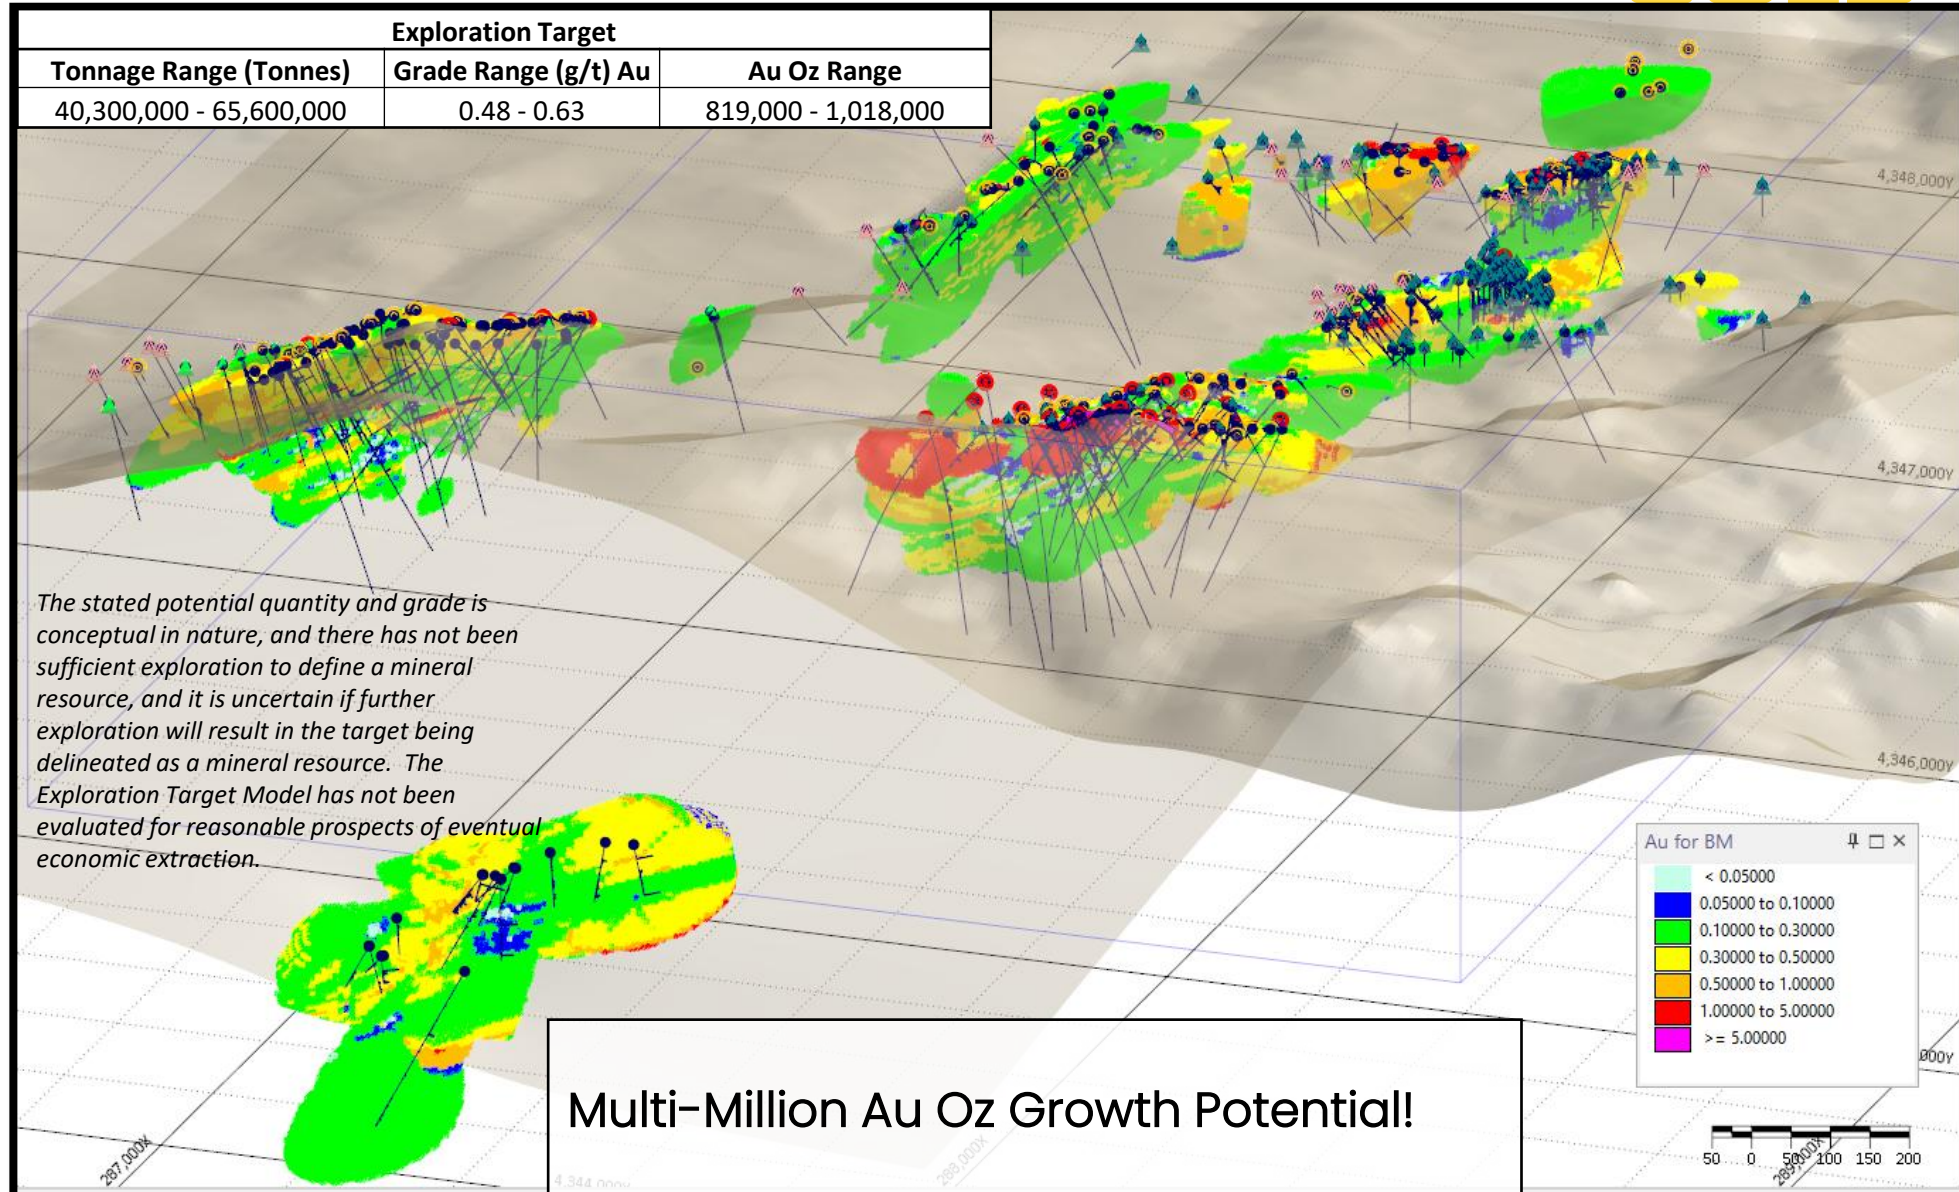 Exploration Target
Tonnage Range (Tonnes) Grade Range (g/t) Au Au Oz Range
40,300,000 - 65,600,000 0.48 - 0.63 819,000 - 1,018,000
4,348,000Y
4,347,000Y
The stated potential quantity and grade is
conceptual in nature, and there has not been
sufficient exploration to define a mineral
resource, and it is uncertain if further
exploration will result in the target being
delineated as a mineral resource. The
Exploration Target Model has not been
evaluated for reasonable prospects of eventual
economic extraction.
4,346,000Y
Au for BM
< 0.05000
0.05000 to 0.10000
0.10000 to 0.30000
0.30000 to 0.50000
0.50000 to 1.00000
1.00000 to 5.00000
>= 5.00000
000Y
Multi-Million Au Oz Growth Potential!
50 0 50 100 150 200
287,000X
288,000X
289,000X
4,344,000Y